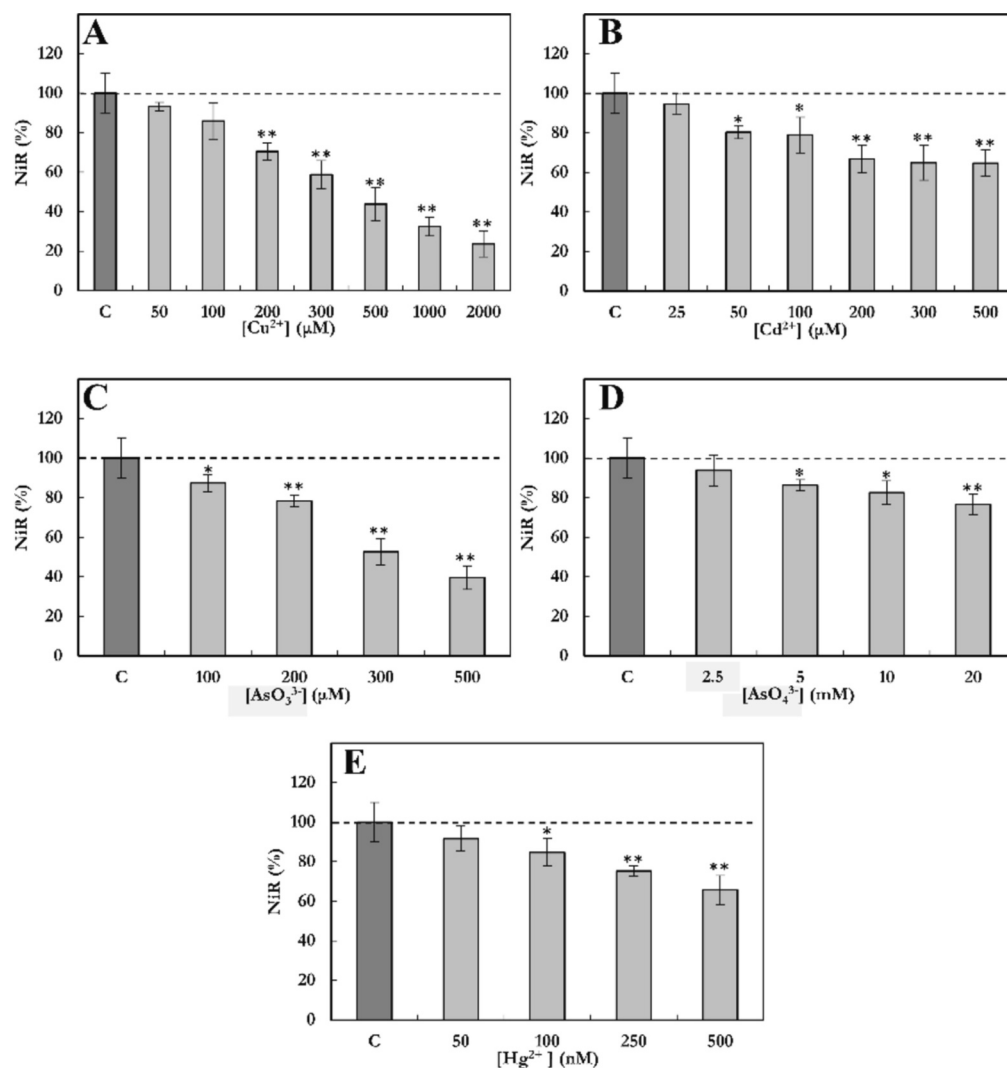 A
NiR (%)
120
100
80
60
40
20
0
** ** ** ** **
C 50 100 200 300 500 1000 2000
[Cu²⁺] (μM)
B
NiR (%)
120
100
80
60
40
20
0
* * ** ** **
C 25 50 100 200 300 500
[Cd²⁺] (μM)
C
NiR (%)
120
100
80
60
40
20
0
* ** ** **
C 100 200 300 500
[AsO₃³⁻] (μM)
D
NiR (%)
120
100
80
60
40
20
0
* * **
C 2.5 5 10 20
[AsO₄³⁻] (mM)
E
NiR (%)
120
100
80
60
40
20
0
* ** **
C 50 100 250 500
[Hg²⁺ ] (nM)